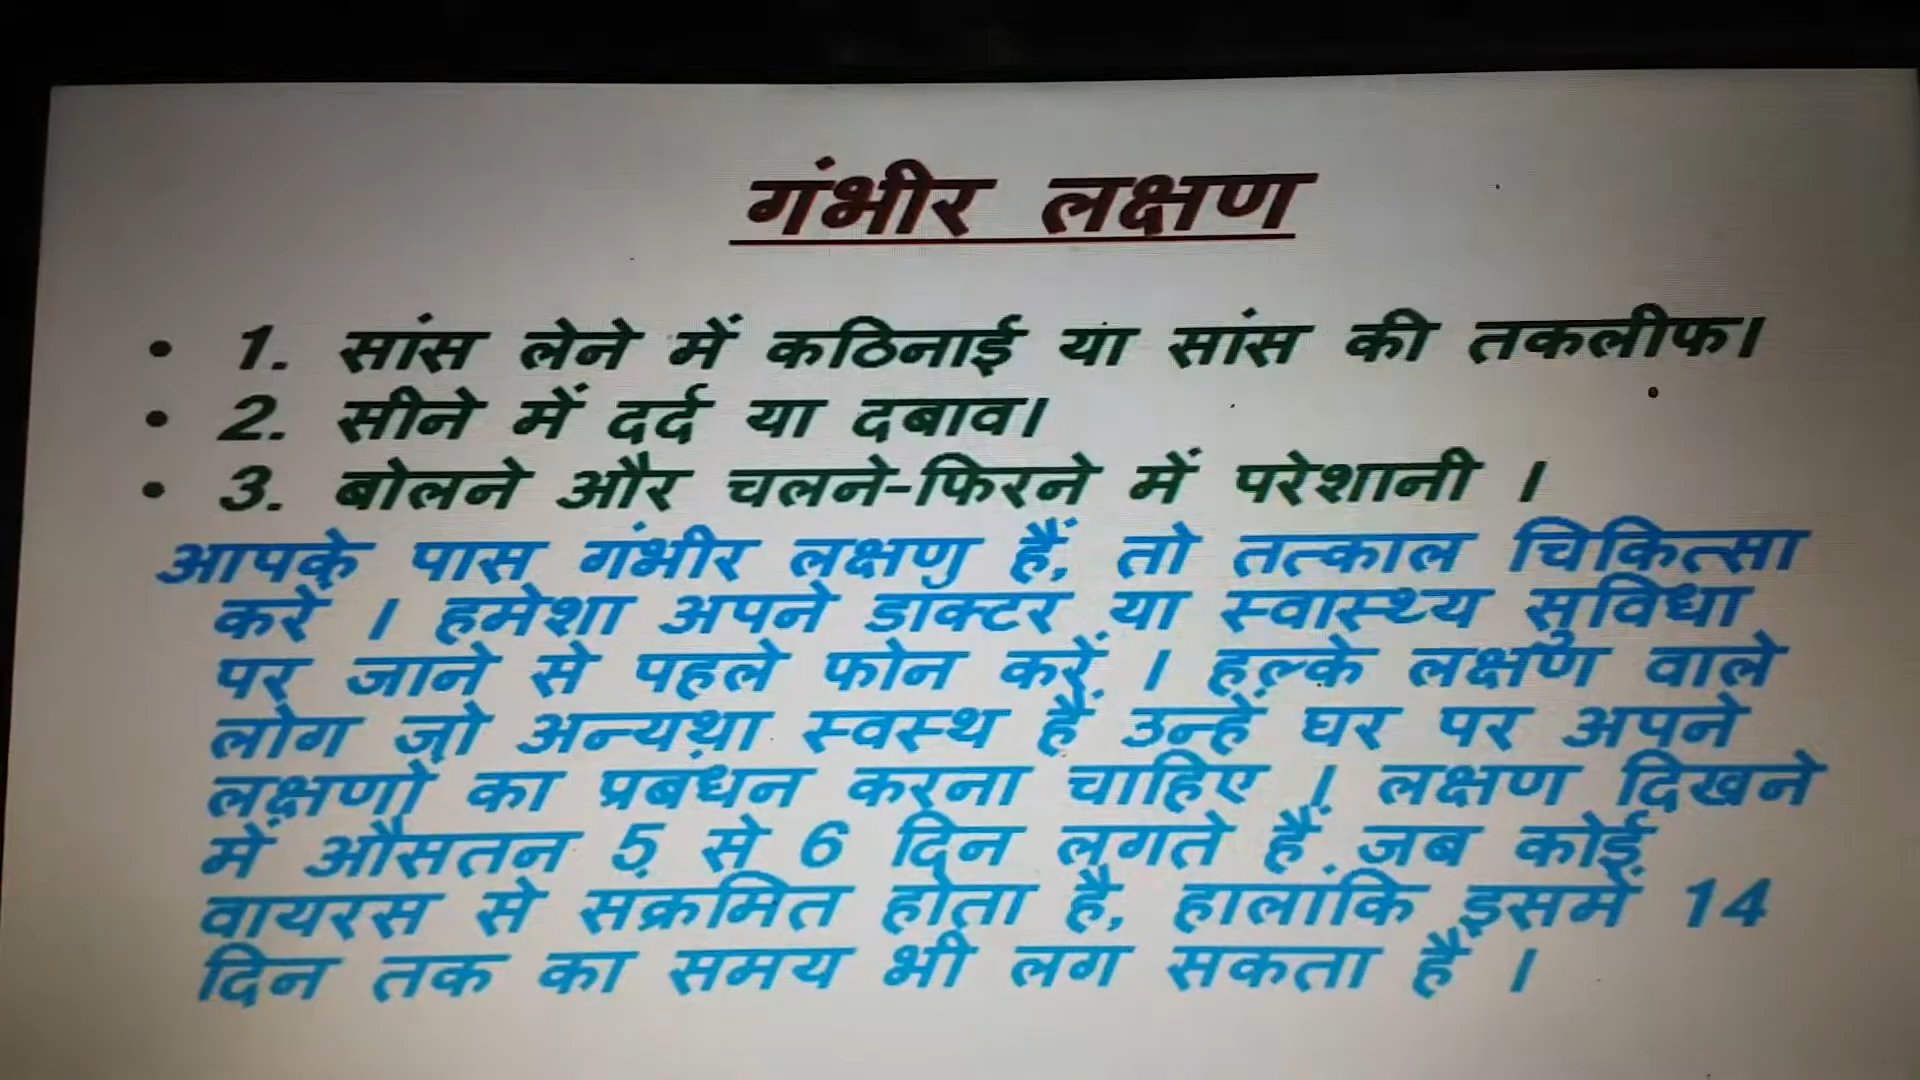 गंभीर लक्षण
• 1. सांस लेने में कठिनाई या सांस की तकलीफ।
• 2. सीने में दर्द या दबाव।
• 3. बोलने और चलने-फिरने में परेशानी ।
आपके पास गंभीर लक्षण हैं, तो तत्काल चिकित्सा
करें । हमेशा अपने डॉक्टर या स्वास्थ्य सुविधा
पर जाने से पहले फोन करें । हल्के लक्षण वाले
लोग जो अन्यथा स्वस्थ हैं उन्हें घर पर अपने
लक्षणों का प्रबंधन करना चाहिए । लक्षण दिखने
में औसतन 5 से 6 दिन लगते हैं जब कोई
वायरस से संक्रमित होता है, हालांकि इसमें 14
दिन तक का समय भी लग सकता है ।